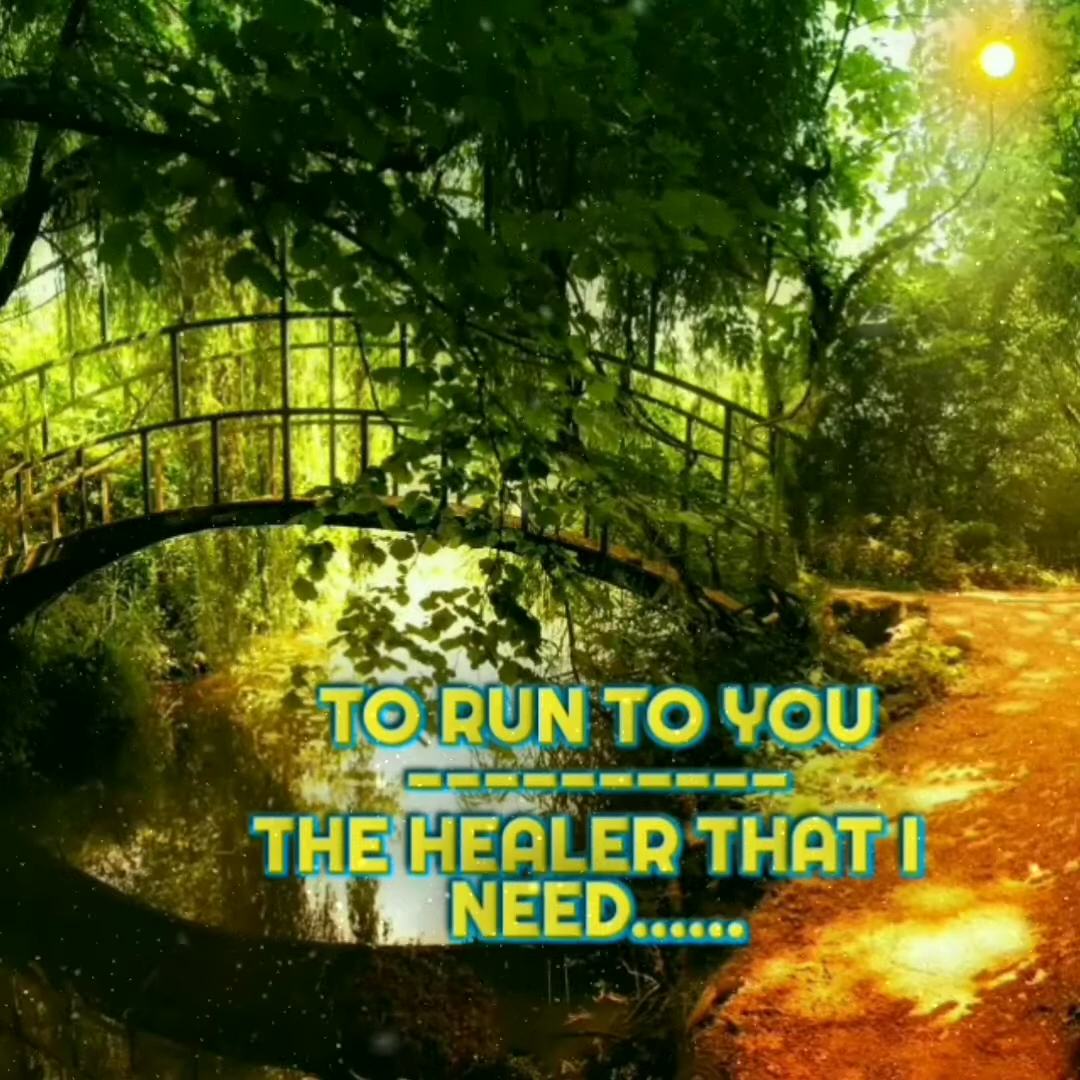 TO RUN TO YOU
----------
THE HEALER THAT I
NEED......